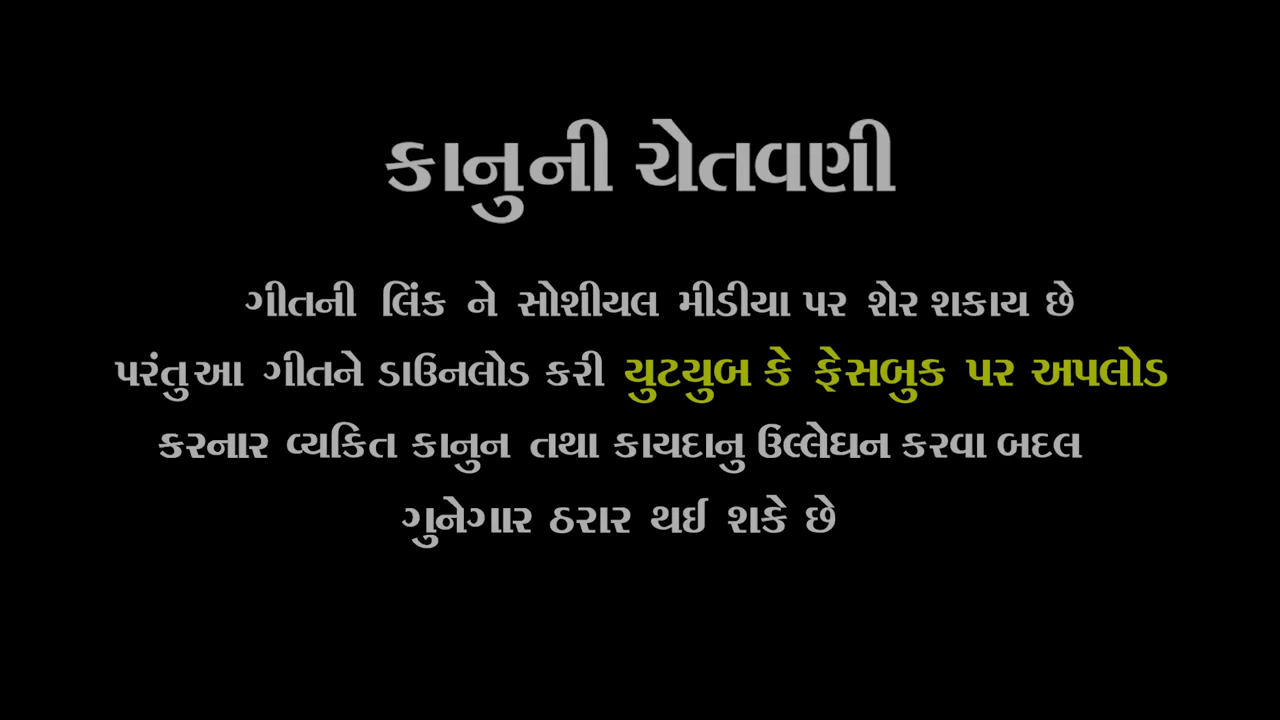 કાનુની ચેતવણી
ગીતની લિંક ને સોશીયલ મીડીયા પર શેર શકાય છે
પરંતુ આ ગીતને ડાઉનલોડ કરી યુટયુબ કે ફેસબુક પર અપલોડ
કરનાર વ્યકિત કાનુન તથા કાયદાનુ ઉલ્લેઘન કરવા બદલ
ગુનેગાર ઠરાર થઈ શકે છે